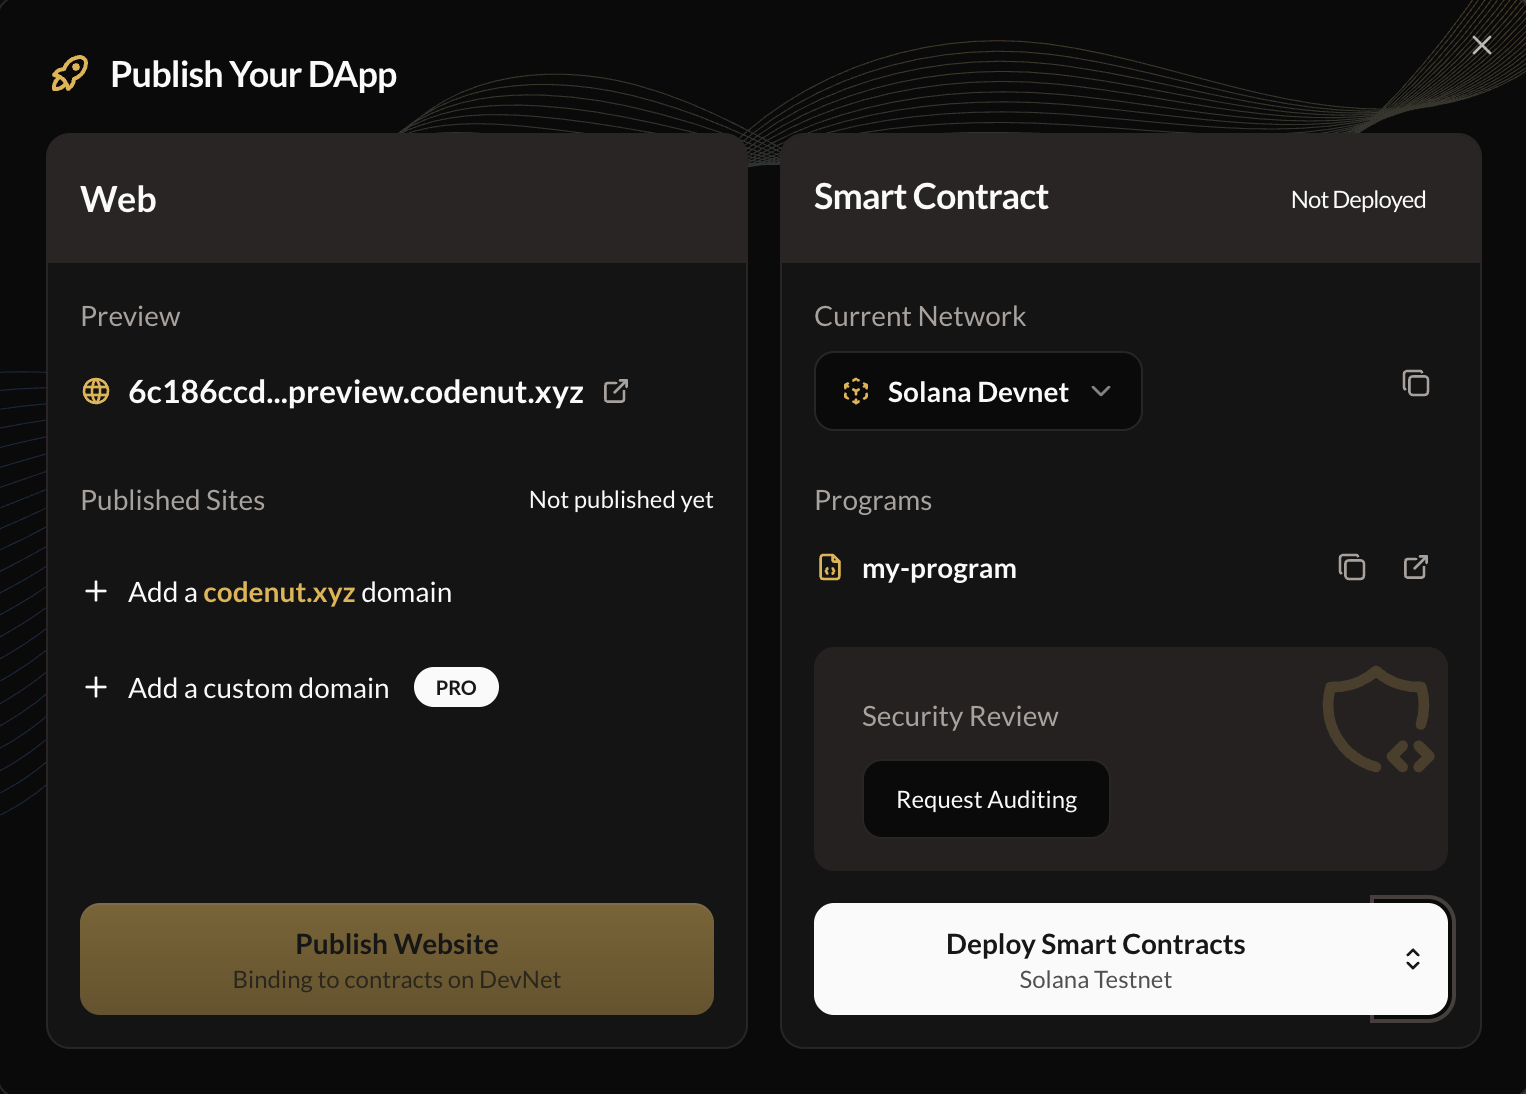 Publish Your DApp
Web
Preview
6c186ccd...preview.codenut.xyz
Published Sites
Not published yet
Add a codenut.xyz domain
Add a custom domain
PRO
Publish Website
Binding to contracts on DevNet
Smart Contract
Not Deployed
Current Network
Solana Devnet
Programs
my-program
Security Review
Request Auditing
Deploy Smart Contracts
Solana Testnet